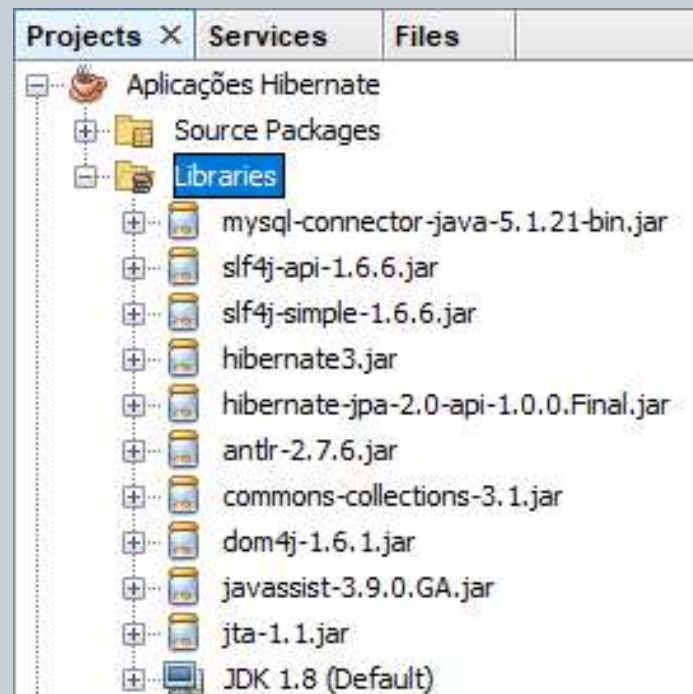 Projects × Services Files
Aplicações Hibernate
Source Packages
Libraries
mysql-connector-java-5.1.21-bin.jar
slf4j-api-1.6.6.jar
slf4j-simple-1.6.6.jar
hibernate3.jar
hibernate-jpa-2.0-api-1.0.0.Final.jar
antlr-2.7.6.jar
commons-collections-3.1.jar
dom4j-1.6.1.jar
javassist-3.9.0.GA.jar
jta-1.1.jar
JDK 1.8 (Default)